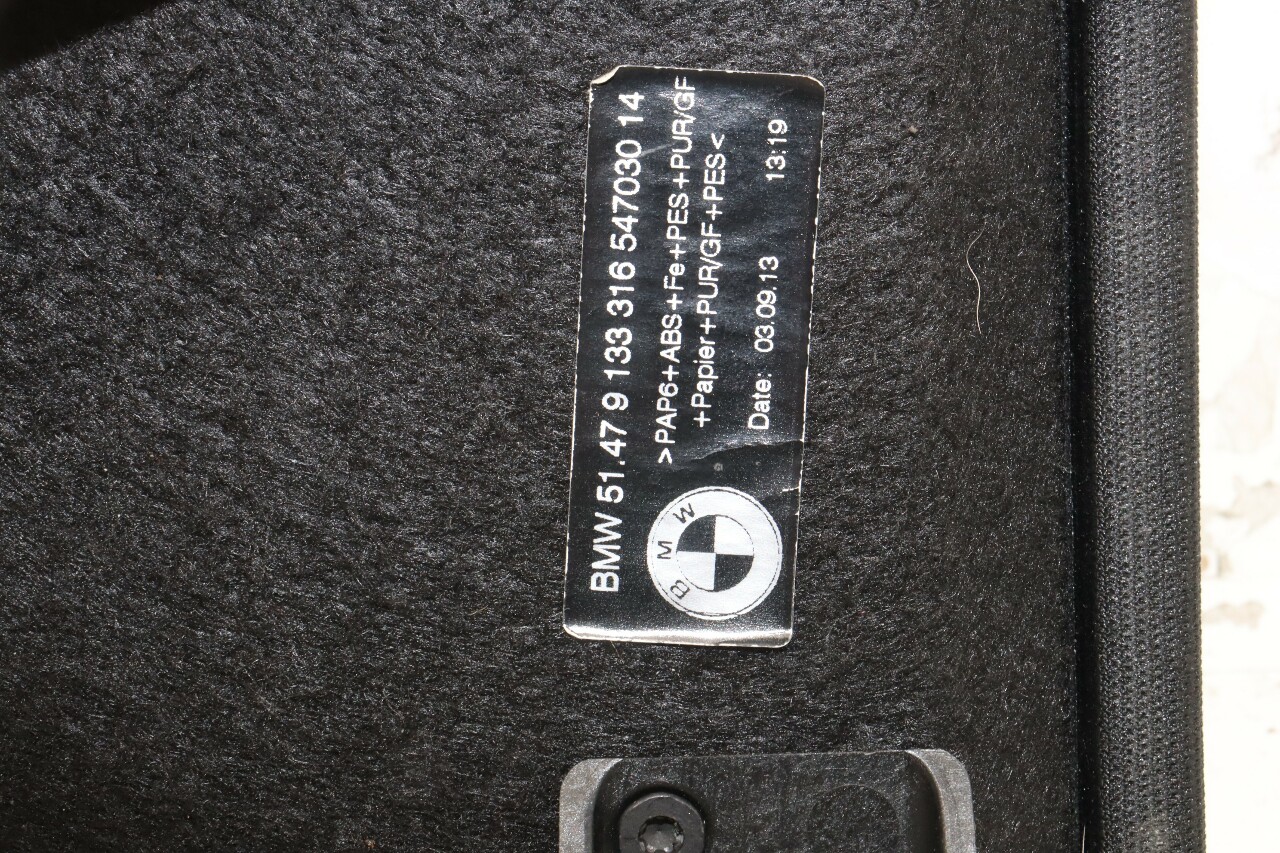 BMW 51.47 9 133 316 547030 14
>PAP6+ABS+Fe+PES+PUR/GF
+Papier+PUR/GF+PES<
Date: 03.09.13 13:19
BMW